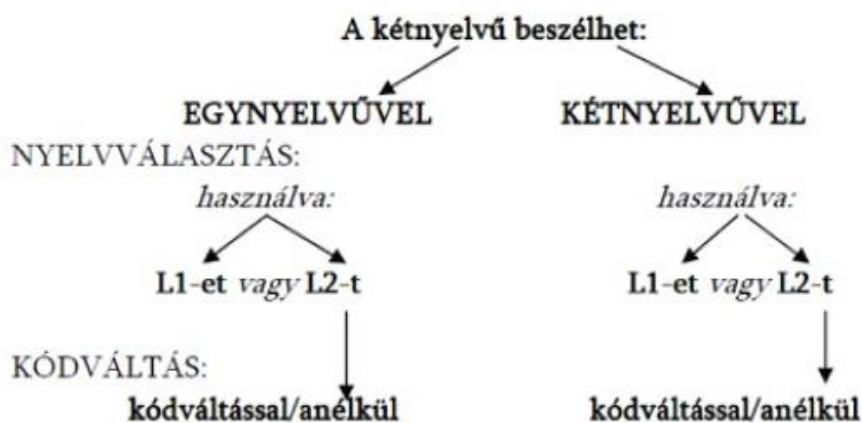 A kétnyelvű beszélhet:
EGYNYELVŰVEL KÉTNYELVŰVEL
NYELVVÁLASZTÁS:
használva: használva:
L1-et vagy L2-t L1-et vagy L2-t
KÓDVÁLTÁS:
kódváltással/anélkül kódváltással/anélkül